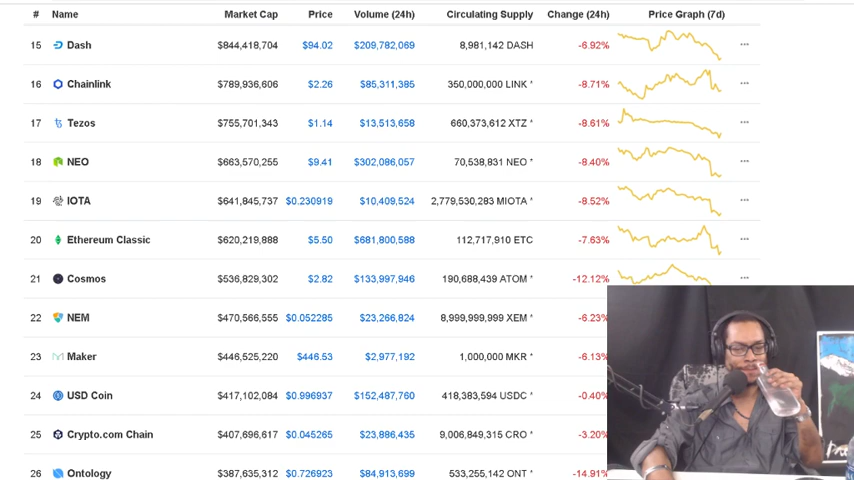 # Name Market Cap Price Volume (24h) Circulating Supply Change (24h) Price Graph (7d)
15 Dash $844,418,704 $94.02 $209,782,069 8,981,142 DASH -6.92%
16 Chainlink $789,936,606 $2.26 $85,311,385 350,000,000 LINK * -8.71%
17 Tezos $755,701,343 $1.14 $13,513,658 660,373,612 XTZ * -8.61%
18 NEO $663,570,255 $9.41 $302,086,057 70,538,831 NEO * -8.40%
19 IOTA $641,845,737 $0.230919 $10,409,524 2,779,530,283 MIOTA * -8.52%
20 Ethereum Classic $620,219,888 $5.50 $681,800,588 112,717,910 ETC -7.63%
21 Cosmos $536,829,302 $2.82 $133,997,946 190,688,439 ATOM * -12.12%
22 NEM $470,566,555 $0.052285 $23,266,824 8,999,999,999 XEM * -6.23%
23 Maker $446,525,220 $446.53 $2,977,192 1,000,000 MKR * -6.13%
24 USD Coin $417,102,084 $0.996937 $152,487,760 418,383,594 USDC * -0.40%
25 Crypto.com Chain $407,696,617 $0.045265 $23,886,435 9,006,849,315 CRO * -3.20%
26 Ontology $387,635,312 $0.726923 $84,913,699 533,255,142 ONT * -14.91%